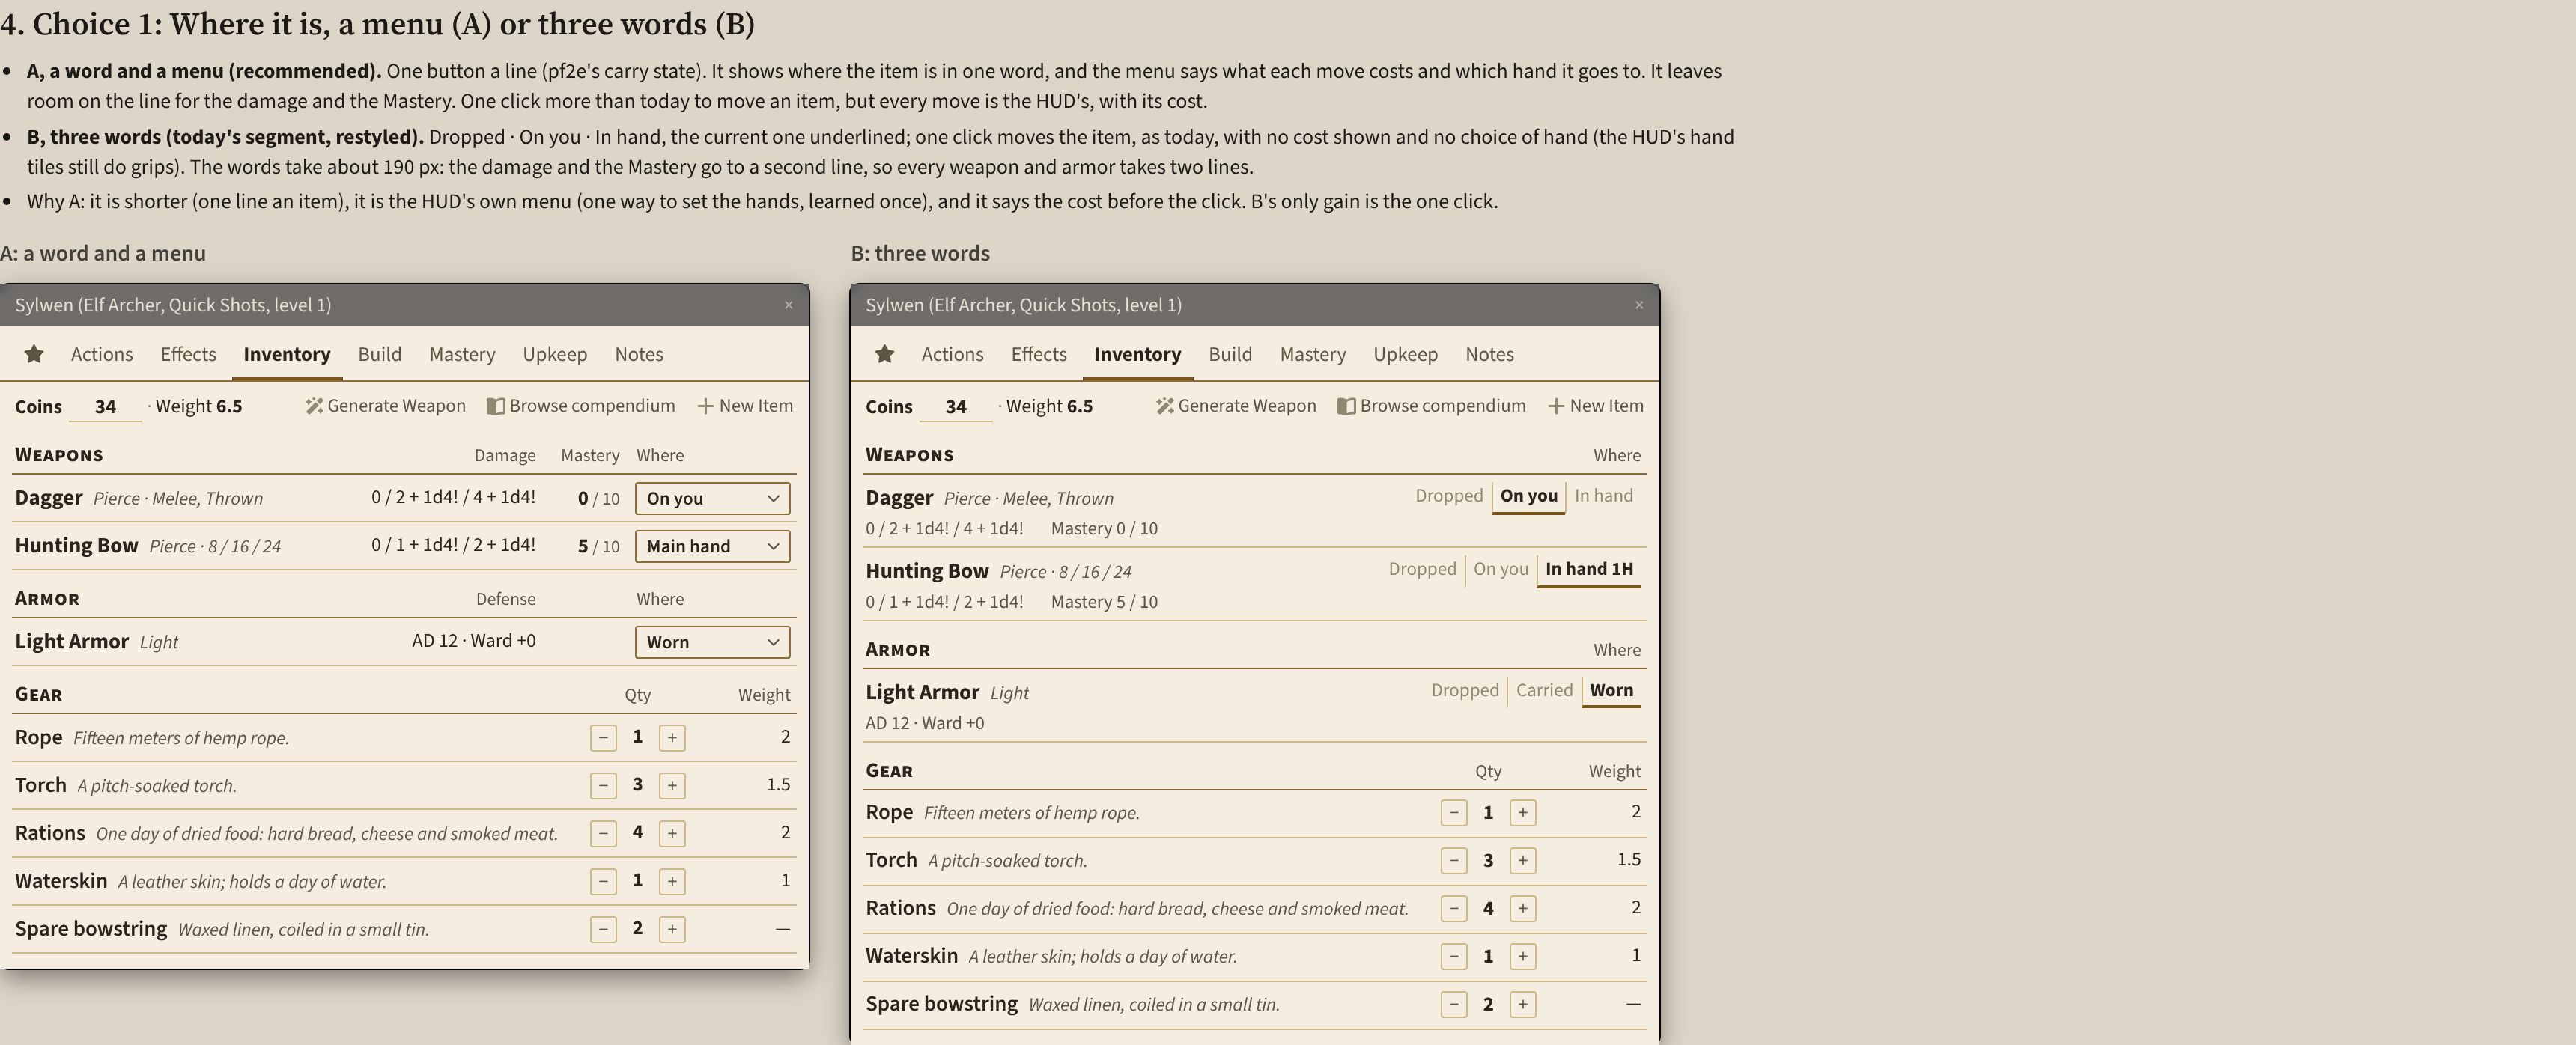 4. Choice 1: Where it is, a menu (A) or three words (B)
• A, a word and a menu (recommended). One button a line (pf2e's carry state). It shows where the item is in one word, and the menu says what each move costs and which hand it goes to. It leaves
room on the line for the damage and the Mastery. One click more than today to move an item, but every move is the HUD's, with its cost.
• B, three words (today's segment, restyled). Dropped · On you · In hand, the current one underlined; one click moves the item, as today, with no cost shown and no choice of hand (the HUD's hand
tiles still do grips). The words take about 190 px: the damage and the Mastery go to a second line, so every weapon and armor takes two lines.
• Why A: it is shorter (one line an item), it is the HUD's own menu (one way to set the hands, learned once), and it says the cost before the click. B's only gain is the one click.
A: a word and a menu
Sylwen (Elf Archer, Quick Shots, level 1) ×
★ Actions Effects Inventory Build Mastery Upkeep Notes
Coins 34 · Weight 6.5 Generate Weapon Browse compendium + New Item
WEAPONS Damage Mastery Where
Dagger Pierce · Melee, Thrown 0 / 2 + 1d4! / 4 + 1d4! 0 / 10 On you
Hunting Bow Pierce · 8 / 16 / 24 0 / 1 + 1d4! / 2 + 1d4! 5 / 10 Main hand
ARMOR Defense Where
Light Armor Light AD 12 · Ward +0 Worn
GEAR Qty Weight
Rope Fifteen meters of hemp rope. − 1 + 2
Torch A pitch-soaked torch. − 3 + 1.5
Rations One day of dried food: hard bread, cheese and smoked meat. − 4 + 2
Waterskin A leather skin; holds a day of water. − 1 + 1
Spare bowstring Waxed linen, coiled in a small tin. − 2 + —
B: three words
Sylwen (Elf Archer, Quick Shots, level 1) ×
★ Actions Effects Inventory Build Mastery Upkeep Notes
Coins 34 · Weight 6.5 Generate Weapon Browse compendium + New Item
WEAPONS Where
Dagger Pierce · Melee, Thrown Dropped On you In hand
0 / 2 + 1d4! / 4 + 1d4! Mastery 0 / 10
Hunting Bow Pierce · 8 / 16 / 24 Dropped On you In hand 1H
0 / 1 + 1d4! / 2 + 1d4! Mastery 5 / 10
ARMOR Where
Light Armor Light Dropped Carried Worn
AD 12 · Ward +0
GEAR Qty Weight
Rope Fifteen meters of hemp rope. − 1 + 2
Torch A pitch-soaked torch. − 3 + 1.5
Rations One day of dried food: hard bread, cheese and smoked meat. − 4 + 2
Waterskin A leather skin; holds a day of water. − 1 + 1
Spare bowstring Waxed linen, coiled in a small tin. − 2 + —